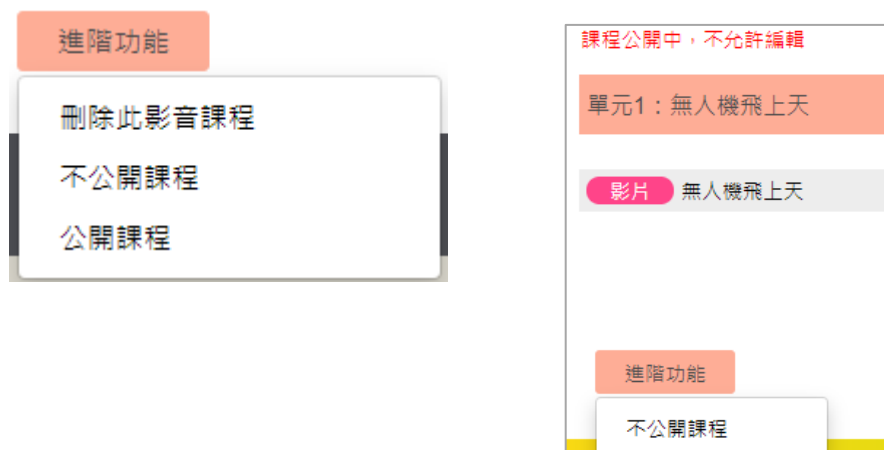 進階功能
刪除此影音課程
不公開課程
公開課程
課程公開中，不允許編輯
單元1：無人機飛上天
影片 無人機飛上天
進階功能
不公開課程